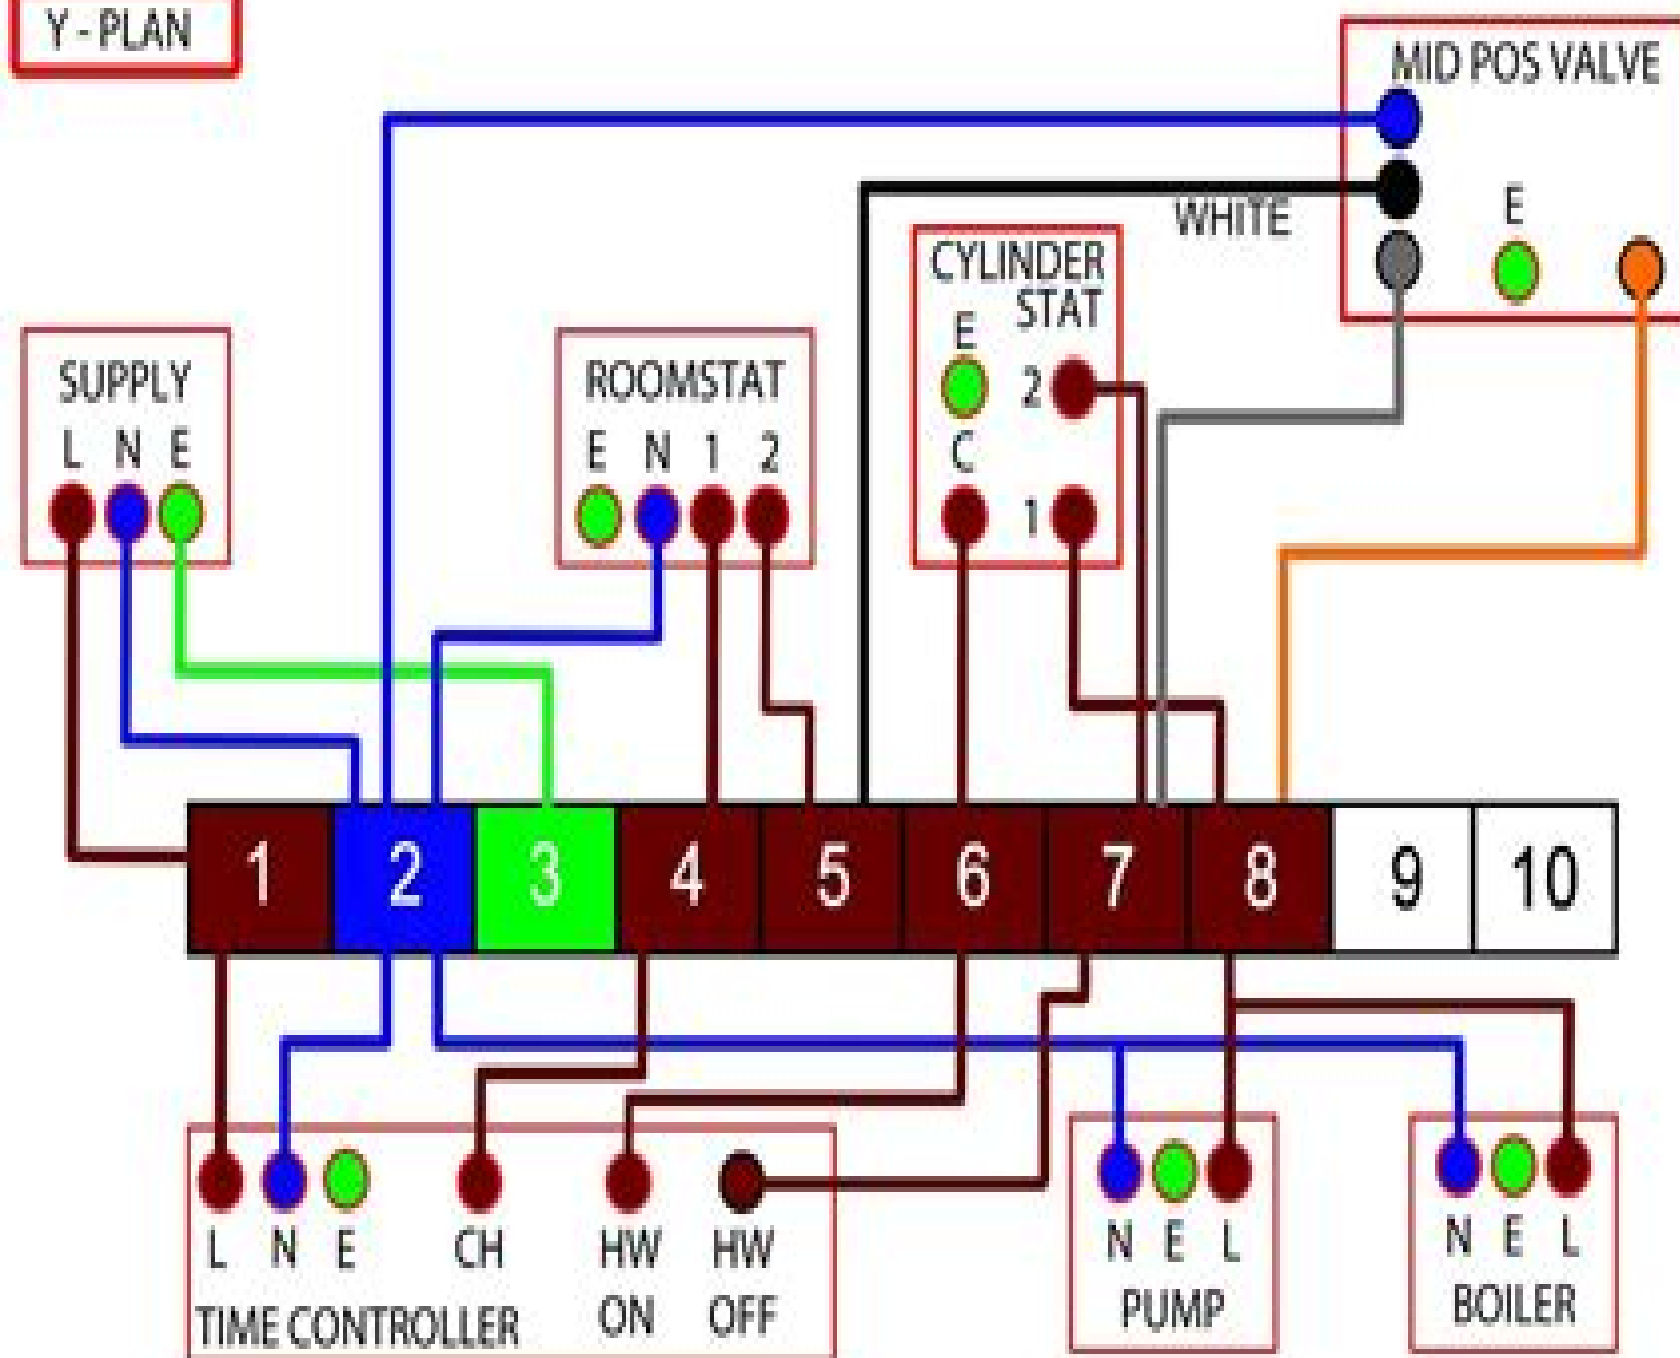 Y - PLAN
MID POS VALVE
E
WHITE
CYLINDER
STAT
E
2
C
1
SUPPLY
L N E
ROOMSTAT
E N 1 2
1 2 3 4 5 6 7 8 9 10
L N E CH HW HW
ON OFF
TIME CONTROLLER
N E L
PUMP
N E L
BOILER